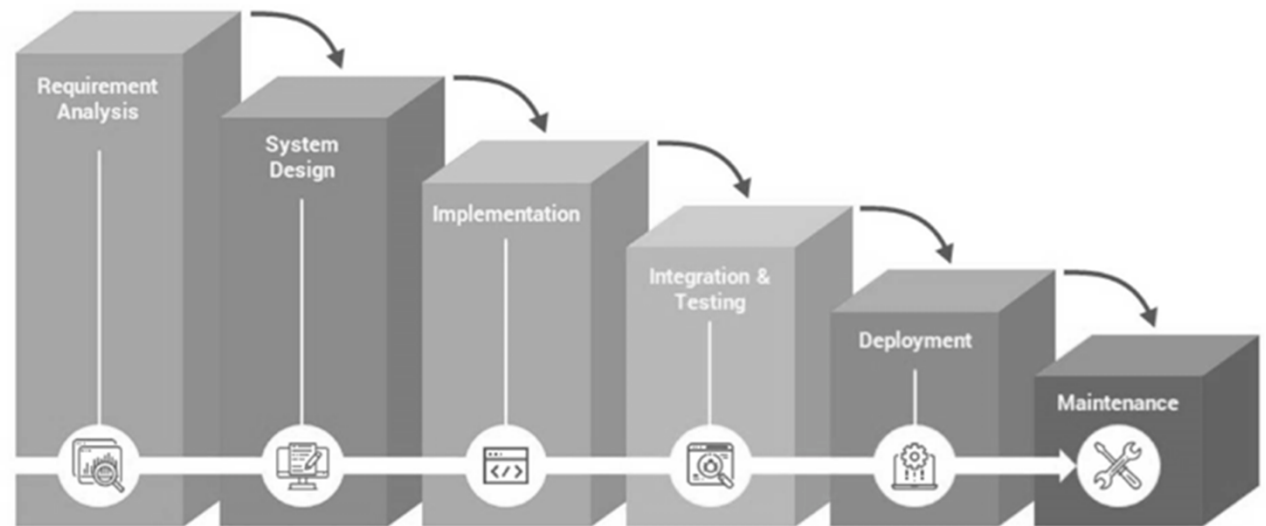 Requirement
Analysis
System
Design
Implementation
Integration &
Testing
Deployment
Maintenance